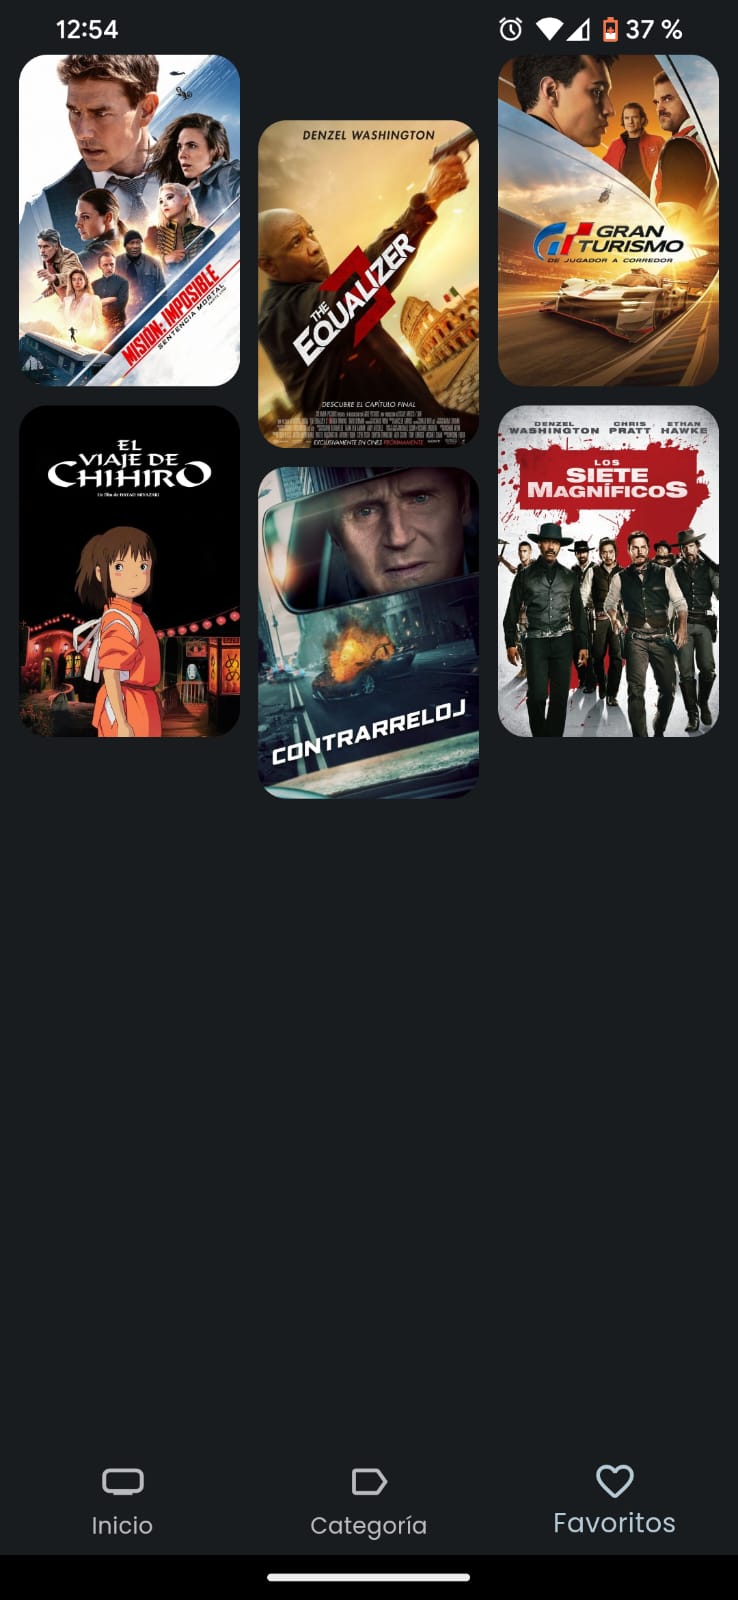 12:54
37 %
MISIÓN: IMPOSIBLE
SENTENCIA MORTAL
DENZEL WASHINGTON
THE
EQUALIZER
3
DESCUBRE EL CAPÍTULO FINAL
EXCLUSIVAMENTE EN CINES PRÓXIMAMENTE
GRAN
TURISMO
DE JUGADOR A CORREDOR
EL
VIAJE DE
CHIHIRO
Un film de HAYAO MIYAZAKI
CONTRARRELOJ
DENZEL WASHINGTON
CHRIS PRATT
ETHAN HAWKE
LOS
SIETE
MAGNÍFICOS
7
Inicio
Categoría
Favoritos